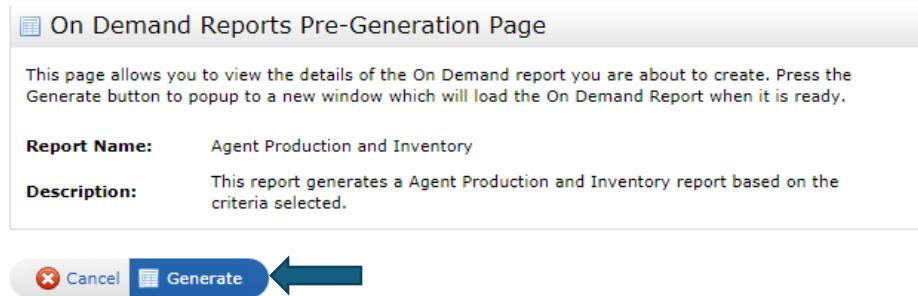 On Demand Reports Pre-Generation Page
This page allows you to view the details of the On Demand report you are about to create. Press the
Generate button to popup to a new window which will load the On Demand Report when it is ready.
Report Name: Agent Production and Inventory
Description: This report generates a Agent Production and Inventory report based on the
criteria selected.
Cancel Generate